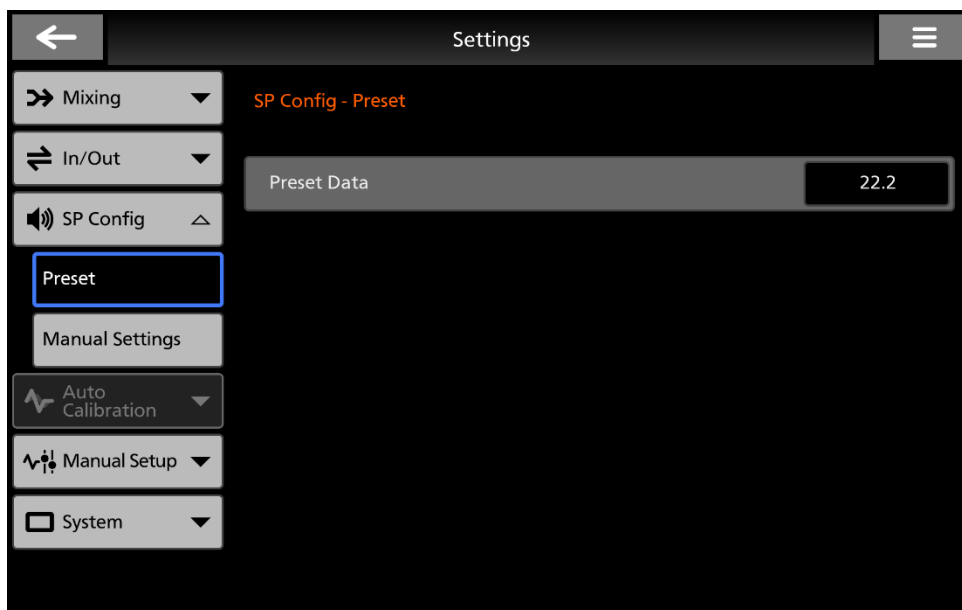 Settings
Mixing
SP Config - Preset
In/Out
Preset Data
22.2
SP Config
Preset
Manual Settings
Auto
Calibration
Manual Setup
System